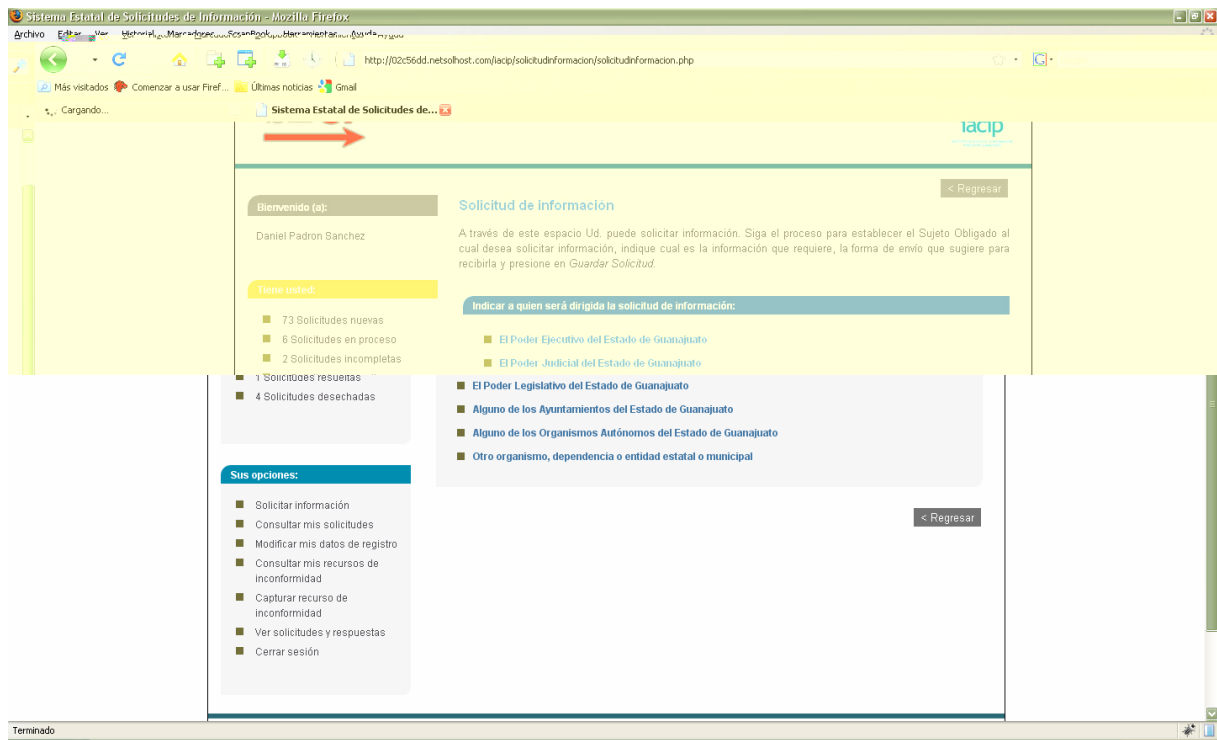 Sistema Estatal de Solicitudes de Información - Mozilla Firefox
Archivo Editar Ver Historial Marcadores ScrapBook Herramientas Ayuda
http://02c56dd.netsolhost.com/iacip/solicitudinformacion/solicitudinformacion.php
G
Más visitados Comenzar a usar Firef... Últimas noticias Gmail
Cargando... Sistema Estatal de Solicitudes de...
iacip
< Regresar
Bienvenido (a):
Daniel Padron Sanchez
Tiene usted:
73 Solicitudes nuevas
6 Solicitudes en proceso
2 Solicitudes incompletas
1 Solicitudes resueltas
4 Solicitudes desechadas
Sus opciones:
Solicitar información
Consultar mis solicitudes
Modificar mis datos de registro
Consultar mis recursos de
inconformidad
Capturar recurso de
inconformidad
Ver solicitudes y respuestas
Cerrar sesión
Solicitud de información
A través de este espacio Ud. puede solicitar información. Siga el proceso para establecer el Sujeto Obligado al
cual desea solicitar información, indique cual es la información que requiere, la forma de envío que sugiere para
recibirla y presione en Guardar Solicitud.
Indicar a quien será dirigida la solicitud de información:
El Poder Ejecutivo del Estado de Guanajuato
El Poder Judicial del Estado de Guanajuato
El Poder Legislativo del Estado de Guanajuato
Alguno de los Ayuntamientos del Estado de Guanajuato
Alguno de los Organismos Autónomos del Estado de Guanajuato
Otro organismo, dependencia o entidad estatal o municipal
< Regresar
Terminado